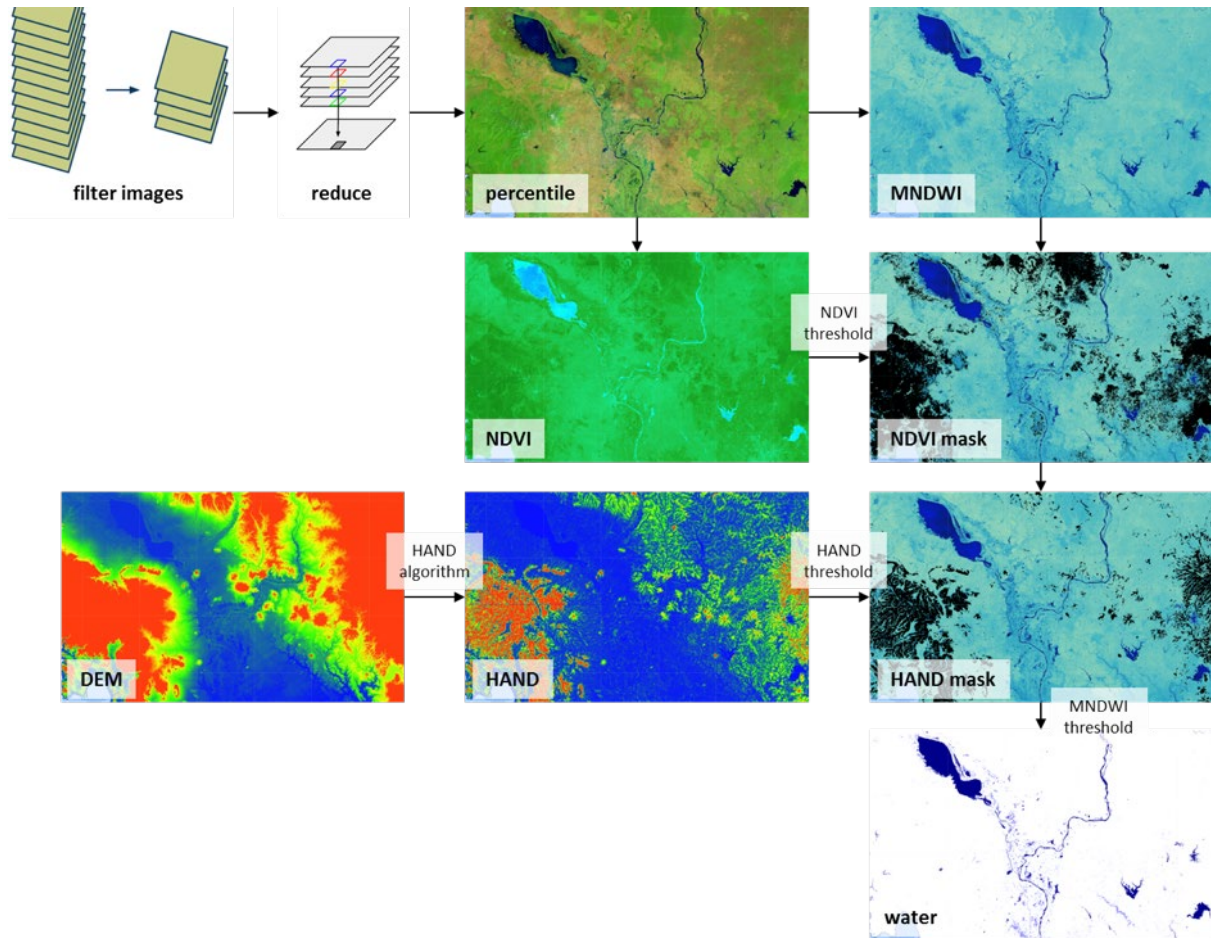 filter images
reduce
percentile
MNDWI
NDVI
NDVI
threshold
NDVI mask
DEM
HAND
algorithm
HAND
HAND
threshold
HAND mask
MNDWI
threshold
water